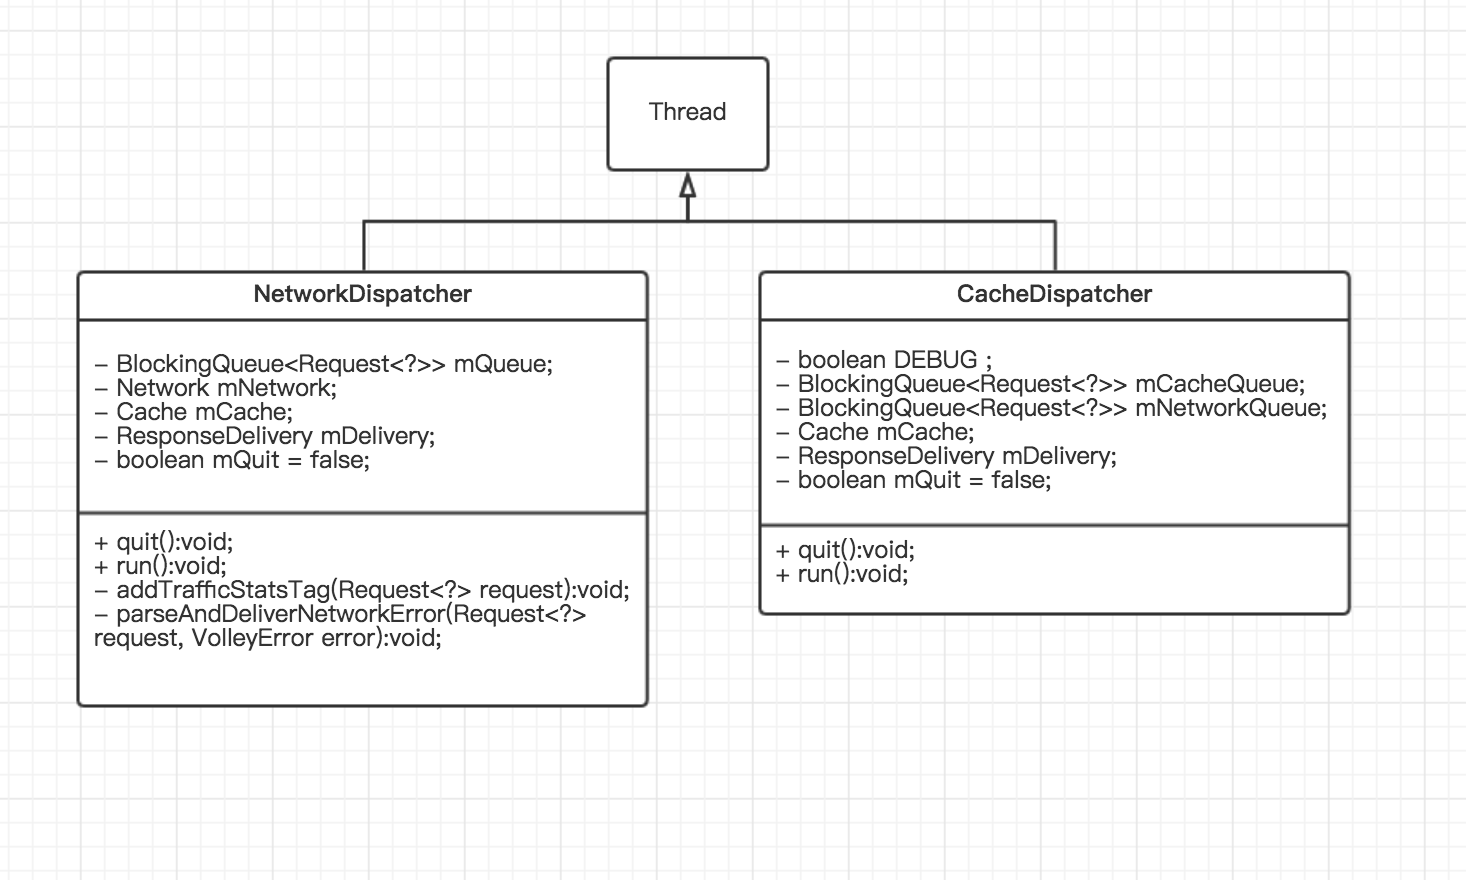 Thread
NetworkDispatcher
– BlockingQueue<Request<?>> mQueue;
– Network mNetwork;
– Cache mCache;
– ResponseDelivery mDelivery;
– boolean mQuit = false;
+ quit():void;
+ run():void;
– addTrafficStatsTag(Request<?> request):void;
– parseAndDeliverNetworkError(Request<?>
request, VolleyError error):void;
CacheDispatcher
– boolean DEBUG ;
– BlockingQueue<Request<?>> mCacheQueue;
– BlockingQueue<Request<?>> mNetworkQueue;
– Cache mCache;
– ResponseDelivery mDelivery;
– boolean mQuit = false;
+ quit():void;
+ run():void;